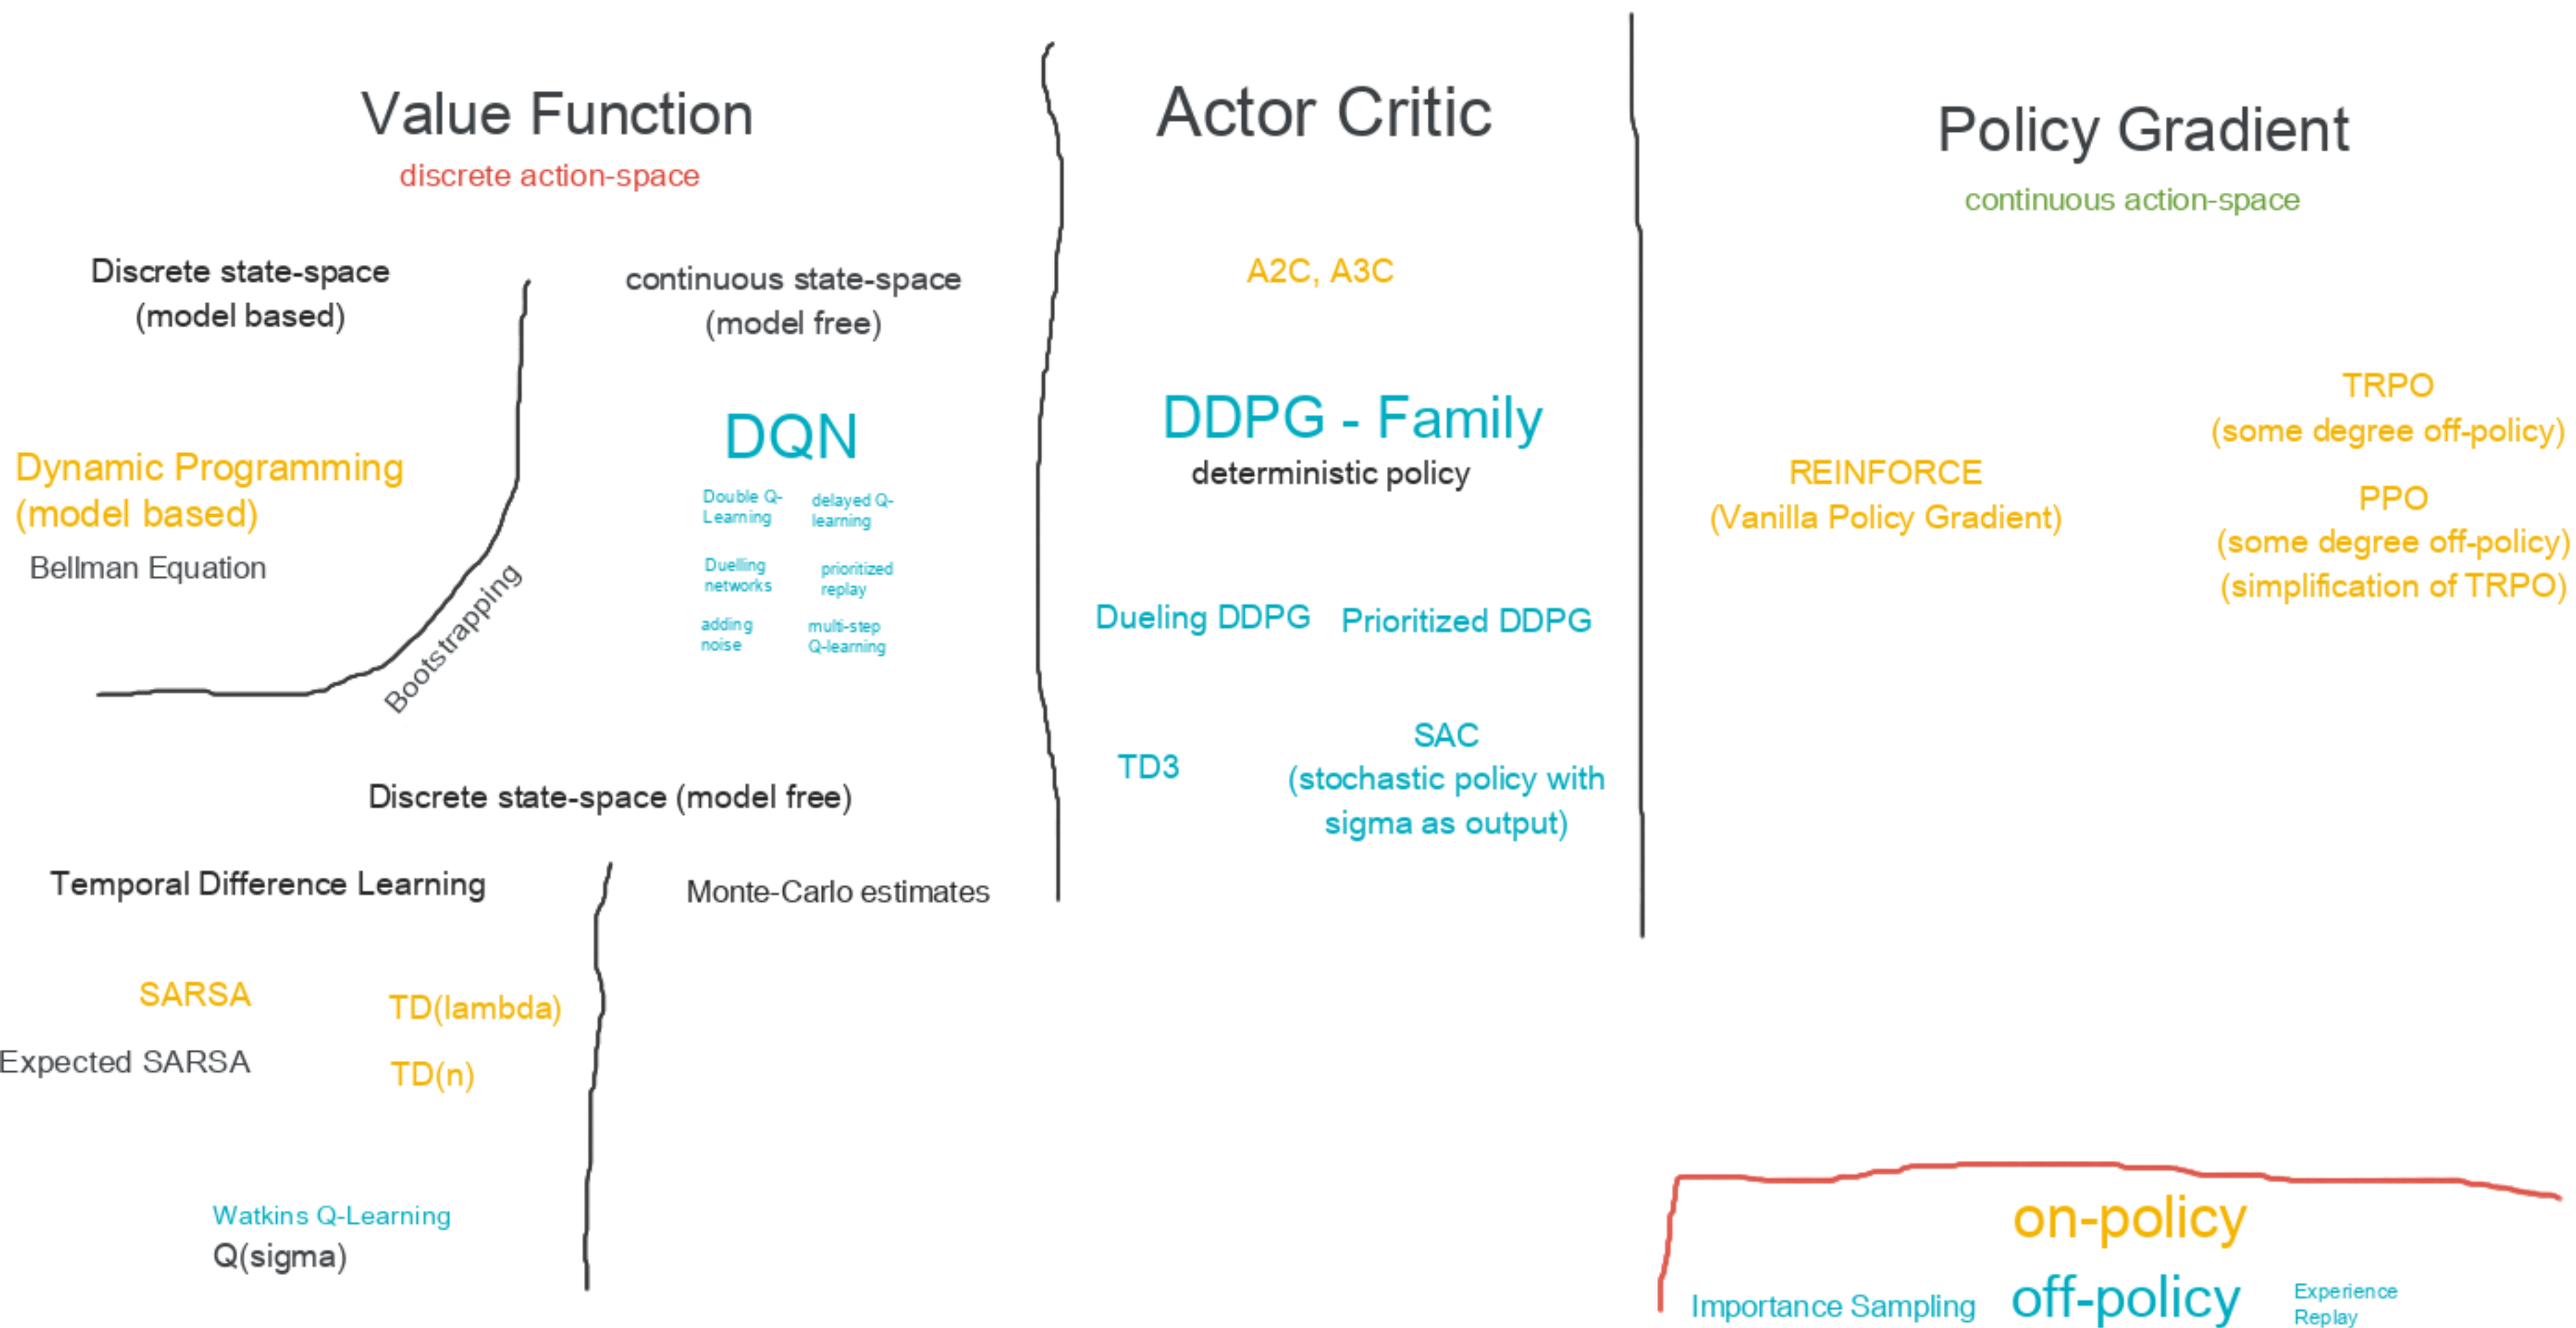 Value Function
discrete action-space
Discrete state-space
(model based)
continuous state-space
(model free)
Dynamic Programming
(model based)
Bellman Equation
Bootstrapping
DQN
Double Q-
Learning
delayed Q-
learning
Duelling
networks
prioritized
replay
adding
noise
multi-step
Q-learning
Discrete state-space (model free)
Temporal Difference Learning
Monte-Carlo estimates
SARSA
TD(lambda)
Expected SARSA
TD(n)
Watkins Q-Learning
Q(sigma)
Actor Critic
A2C, A3C
DDPG - Family
deterministic policy
Dueling DDPG
Prioritized DDPG
TD3
SAC
(stochastic policy with
sigma as output)
Policy Gradient
continuous action-space
REINFORCE
(Vanilla Policy Gradient)
TRPO
(some degree off-policy)
PPO
(some degree off-policy)
(simplification of TRPO)
on-policy
Importance Sampling
off-policy
Experience
Replay